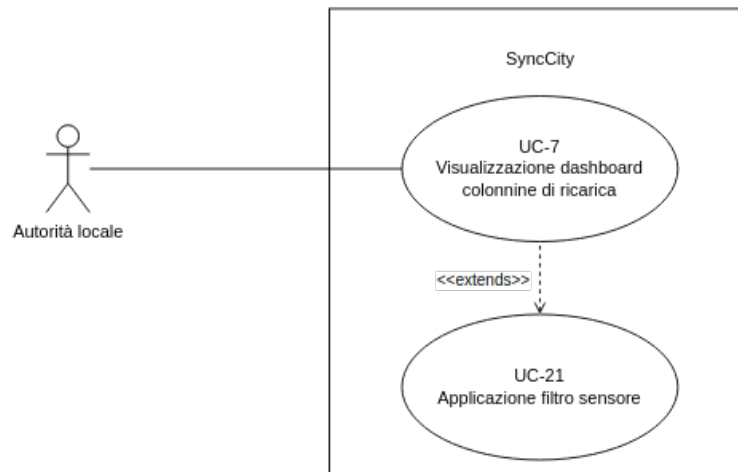 SyncCity
UC-7
Visualizzazione dashboard
colonnine di ricarica
Autorità locale
<<extends>>
UC-21
Applicazione filtro sensore